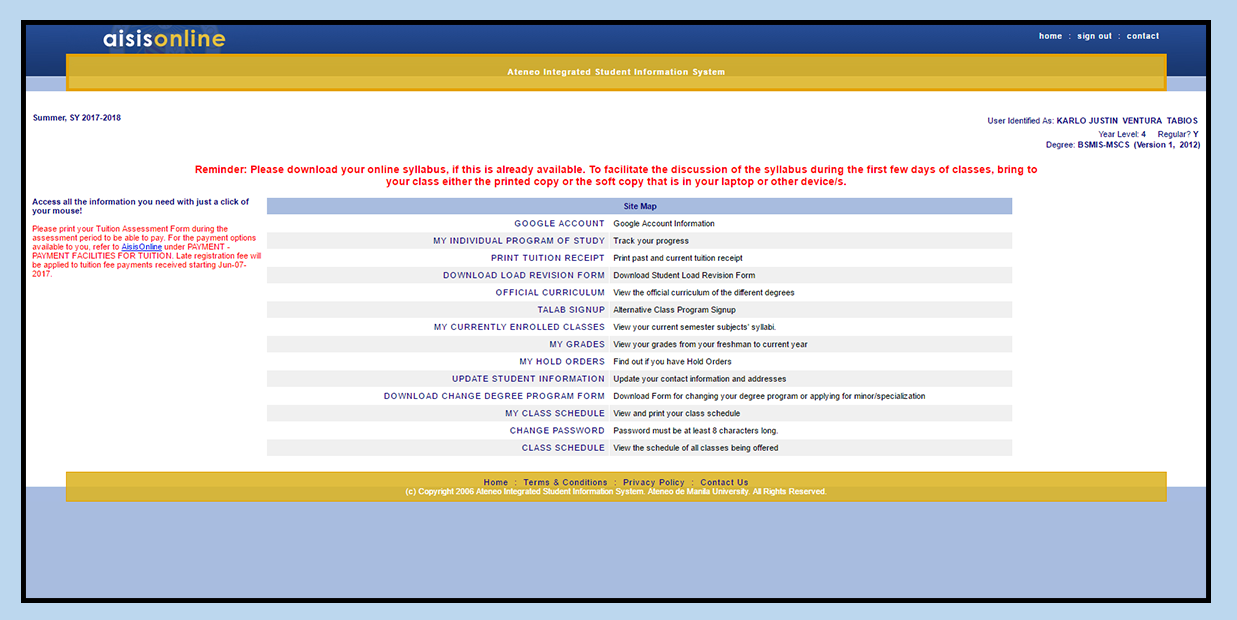 aisisonline
home : sign out : contact
Ateneo Integrated Student Information System
Summer, SY 2017-2018
User Identified As: KARLO JUSTIN VENTURA TABIOS
Year Level: 4 Regular? Y
Degree: BSMIS-MSCS (Version 1, 2012)
Reminder: Please download your online syllabus, if this is already available. To facilitate the discussion of the syllabus during the first few days of classes, bring to
your class either the printed copy or the soft copy that is in your laptop or other device/s.
Access all the information you need with just a click of
your mouse!
Please print your Tuition Assessment Form during the
assessment period to be able to pay. For the payment options
available to you, refer to AisisOnline under PAYMENT -
PAYMENT FACILITIES FOR TUITION. Late registration fee will
be applied to tuition fee payments received starting Jun-07-
2017.
Site Map
GOOGLE ACCOUNT Google Account Information
MY INDIVIDUAL PROGRAM OF STUDY Track your progress
PRINT TUITION RECEIPT Print past and current tuition receipt
DOWNLOAD LOAD REVISION FORM Download Student Load Revision Form
OFFICIAL CURRICULUM View the official curriculum of the different degrees
TALAB SIGNUP Alternative Class Program Signup
MY CURRENTLY ENROLLED CLASSES View your current semester subjects' syllabi.
MY GRADES View your grades from your freshman to current year
MY HOLD ORDERS Find out if you have Hold Orders
UPDATE STUDENT INFORMATION Update your contact information and addresses
DOWNLOAD CHANGE DEGREE PROGRAM FORM Download Form for changing your degree program or applying for minor/specialization
MY CLASS SCHEDULE View and print your class schedule
CHANGE PASSWORD Password must be at least 8 characters long.
CLASS SCHEDULE View the schedule of all classes being offered
Home : Terms & Conditions : Privacy Policy : Contact Us
(c) Copyright 2006 Ateneo Integrated Student Information System. Ateneo de Manila University. All Rights Reserved.